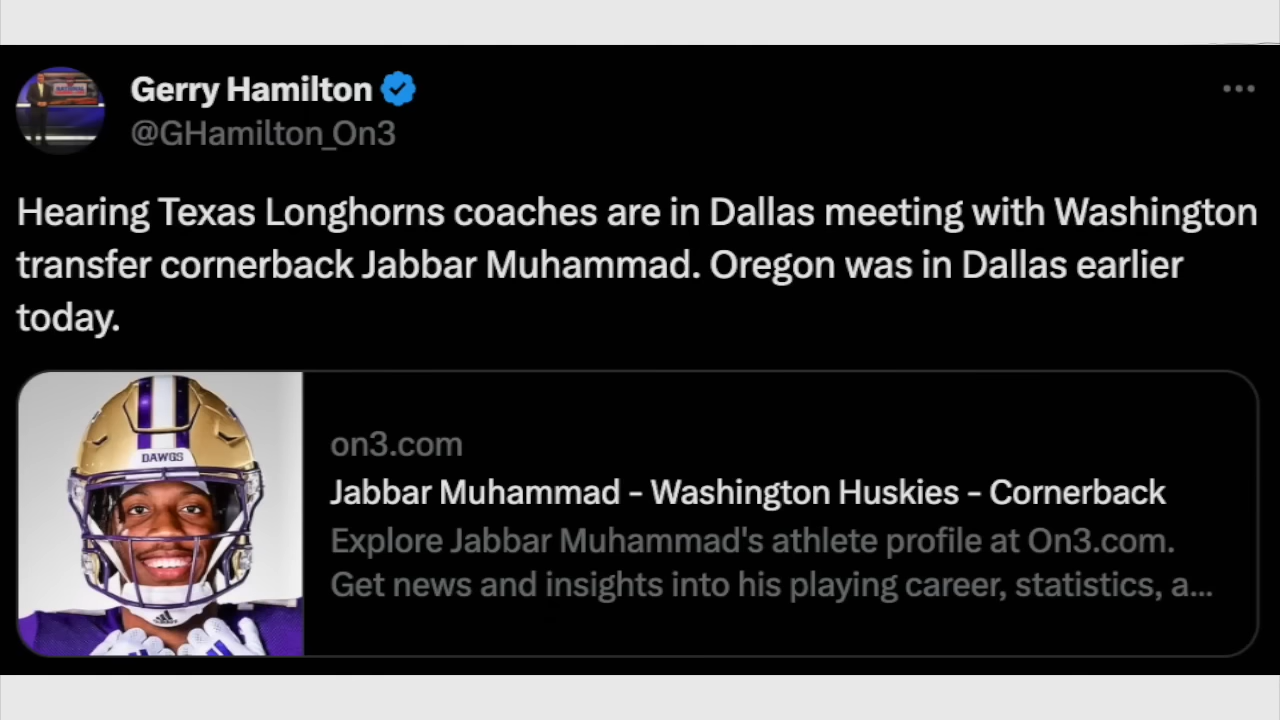 Gerry Hamilton
@GHamilton_On3
Hearing Texas Longhorns coaches are in Dallas meeting with Washington
transfer cornerback Jabbar Muhammad. Oregon was in Dallas earlier
today.
DAWGS
on3.com
Jabbar Muhammad - Washington Huskies - Cornerback
Explore Jabbar Muhammad's athlete profile at On3.com.
Get news and insights into his playing career, statistics, a...